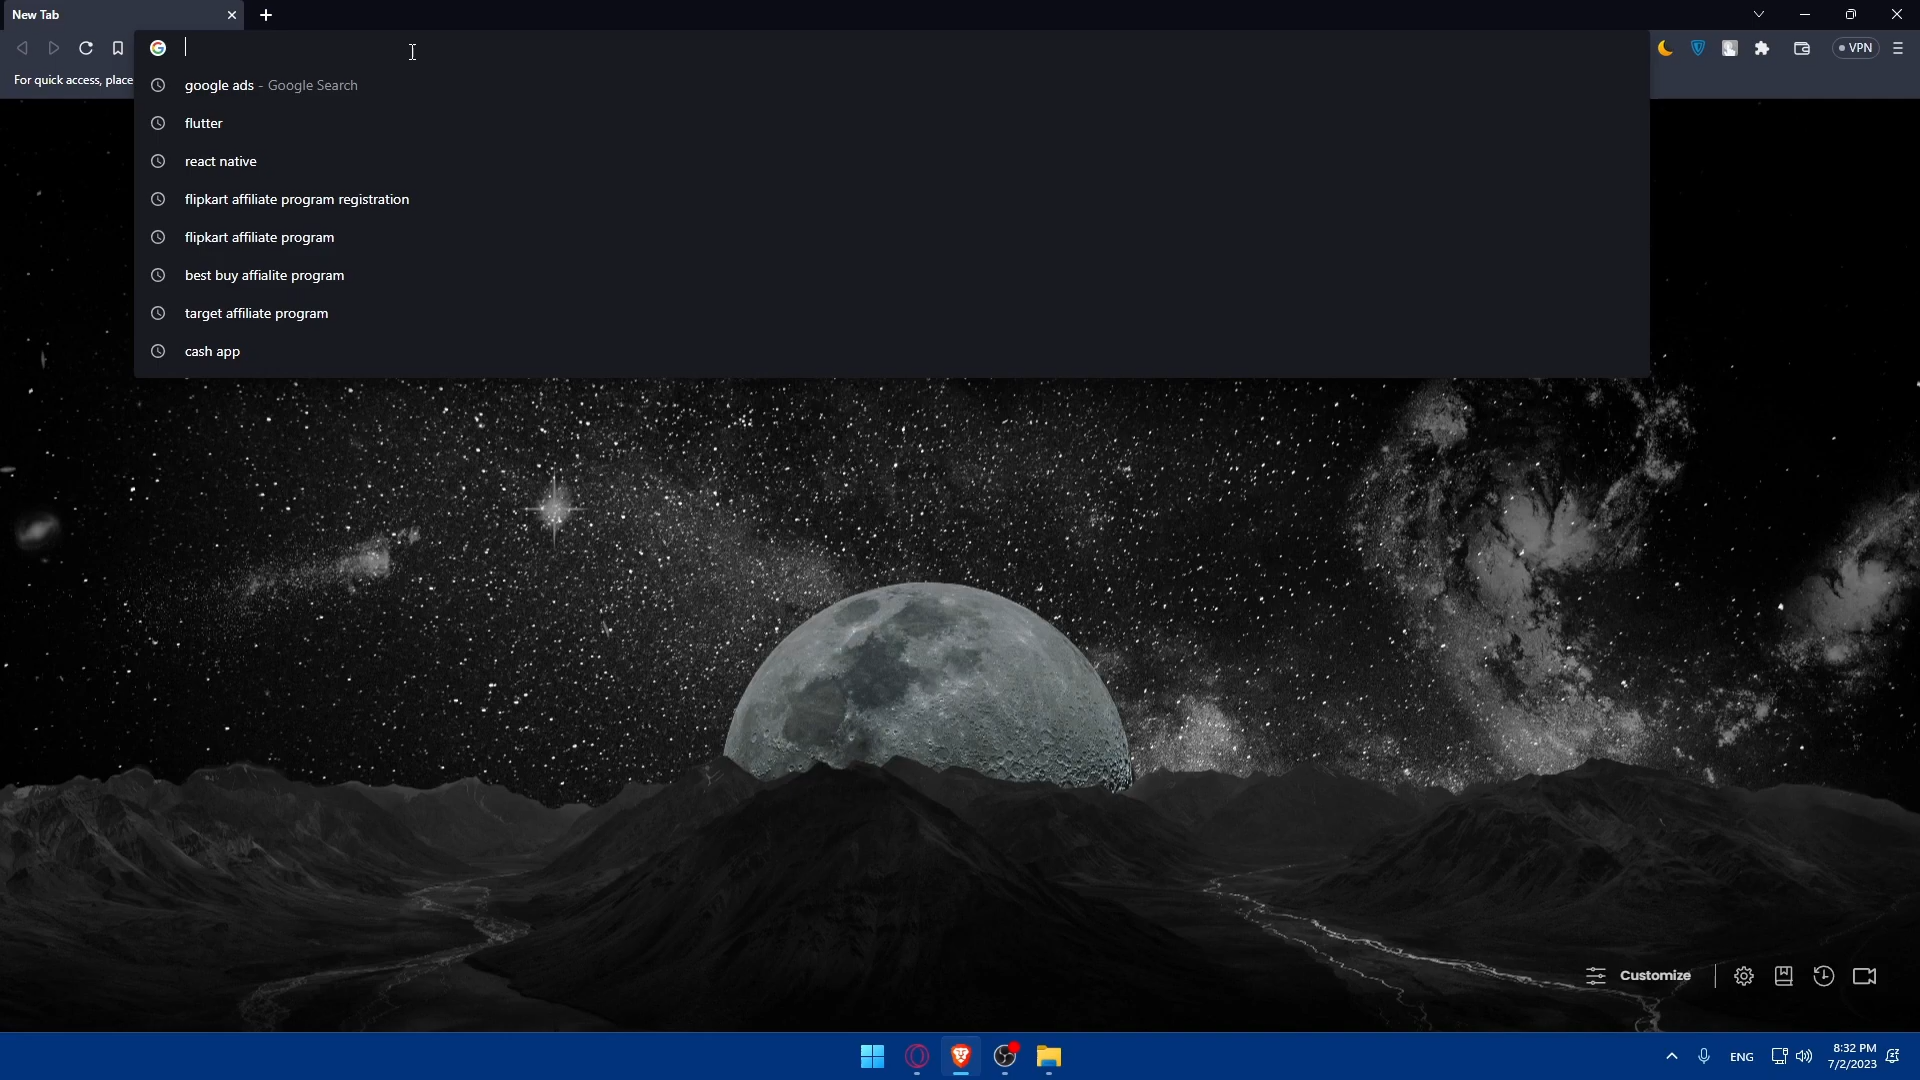 New Tab
VPN
For quick access, place
google ads - Google Search
flutter
react native
flipkart affiliate program registration
flipkart affiliate program
best buy affialite program
target affiliate program
cash app
Customize
ENG
8:32 PM
7/2/2023